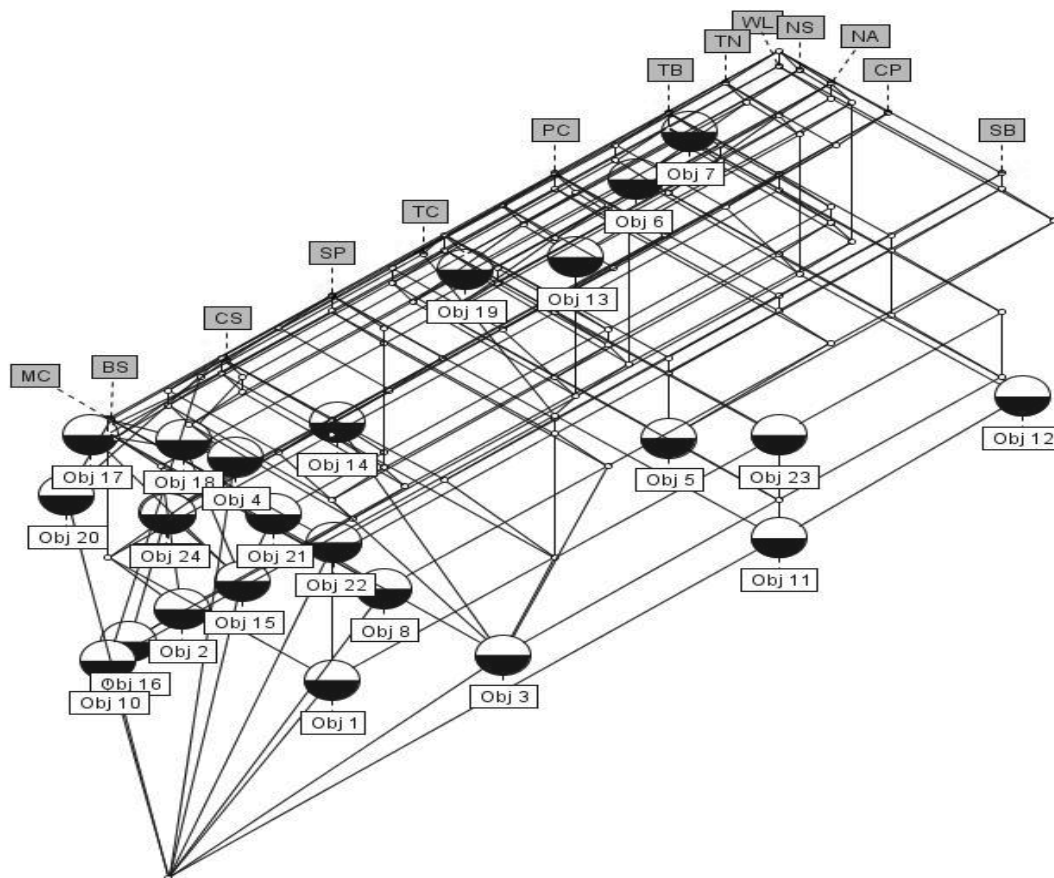 WL
NS
TN
NA
TB
CP
PC
SB
Obj 7
TC
Obj 6
SP
Obj 13
Obj 19
CS
BS
MC
Obj 12
Obj 14
Obj 17
Obj 18
Obj 5
Obj 23
Obj 4
Obj 20
Obj 24
Obj 21
Obj 22
Obj 11
Obj 15
Obj 8
Obj 2
Obj 16
Obj 10
Obj 3
Obj 1